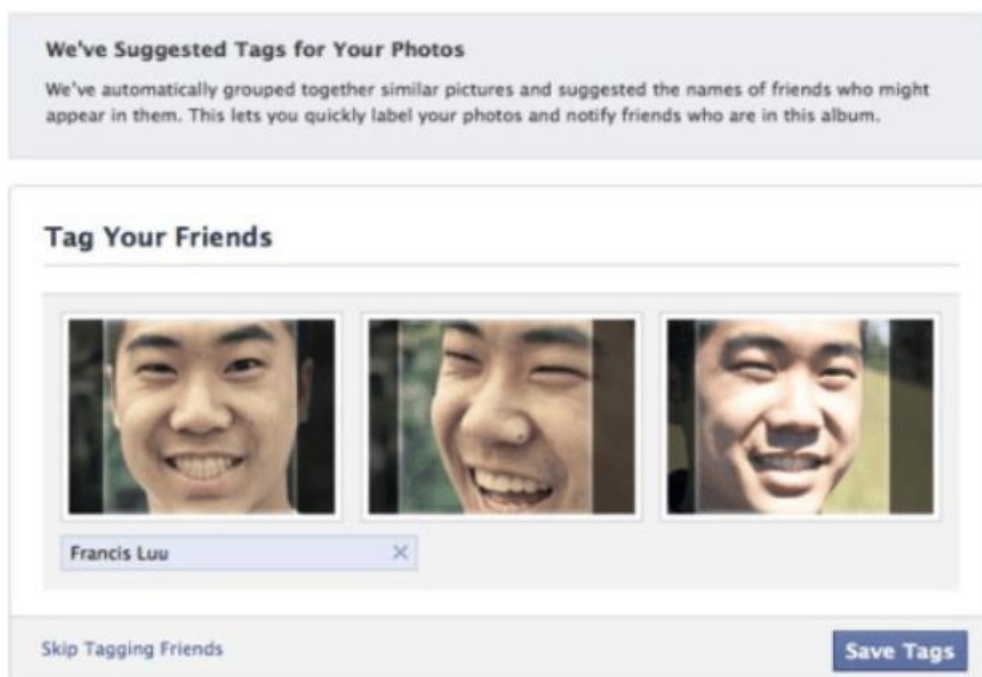 We've Suggested Tags for Your Photos
We've automatically grouped together similar pictures and suggested the names of friends who might
appear in them. This lets you quickly label your photos and notify friends who are in this album.
Tag Your Friends
Francis Luu
Skip Tagging Friends
Save Tags